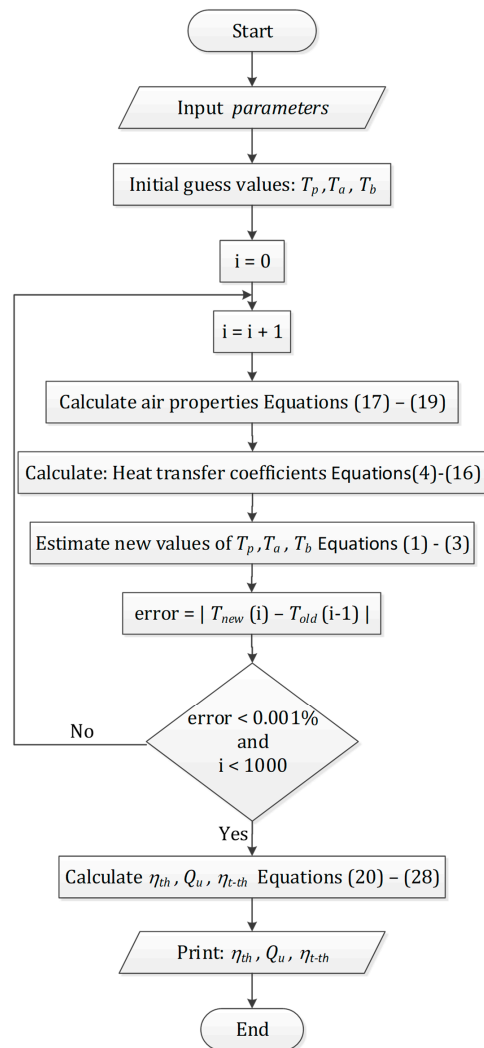 Start
Input parameters
Initial guess values: Tp ,Ta , Tb
i = 0
i = i + 1
Calculate air properties Equations (17) – (19)
Calculate: Heat transfer coefficients Equations(4)-(16)
Estimate new values of Tp ,Ta , Tb Equations (1) - (3)
error = | Tnew (i) – Told (i-1) |
error < 0.001%
and
i < 1000
No
Yes
Calculate ηth , Qu , ηt-th Equations (20) – (28)
Print: ηth , Qu , ηt-th
End